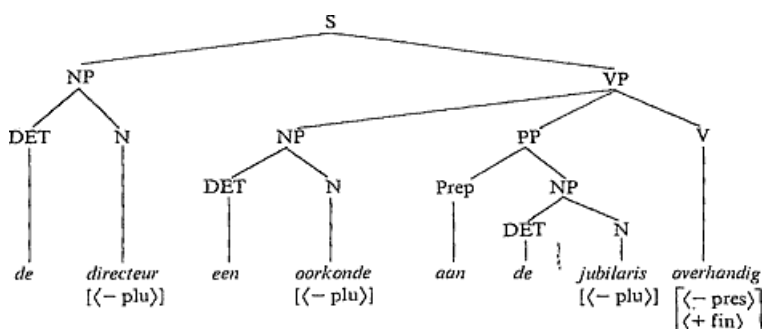 S
NP VP
DET N NP PP V
DET N Prep NP
DET N
de directeur een oorkonde aan de jubilaris overhandig
[⟨− plu⟩] [⟨− plu⟩] [⟨− plu⟩] [⟨− pres⟩
⟨+ fin⟩]